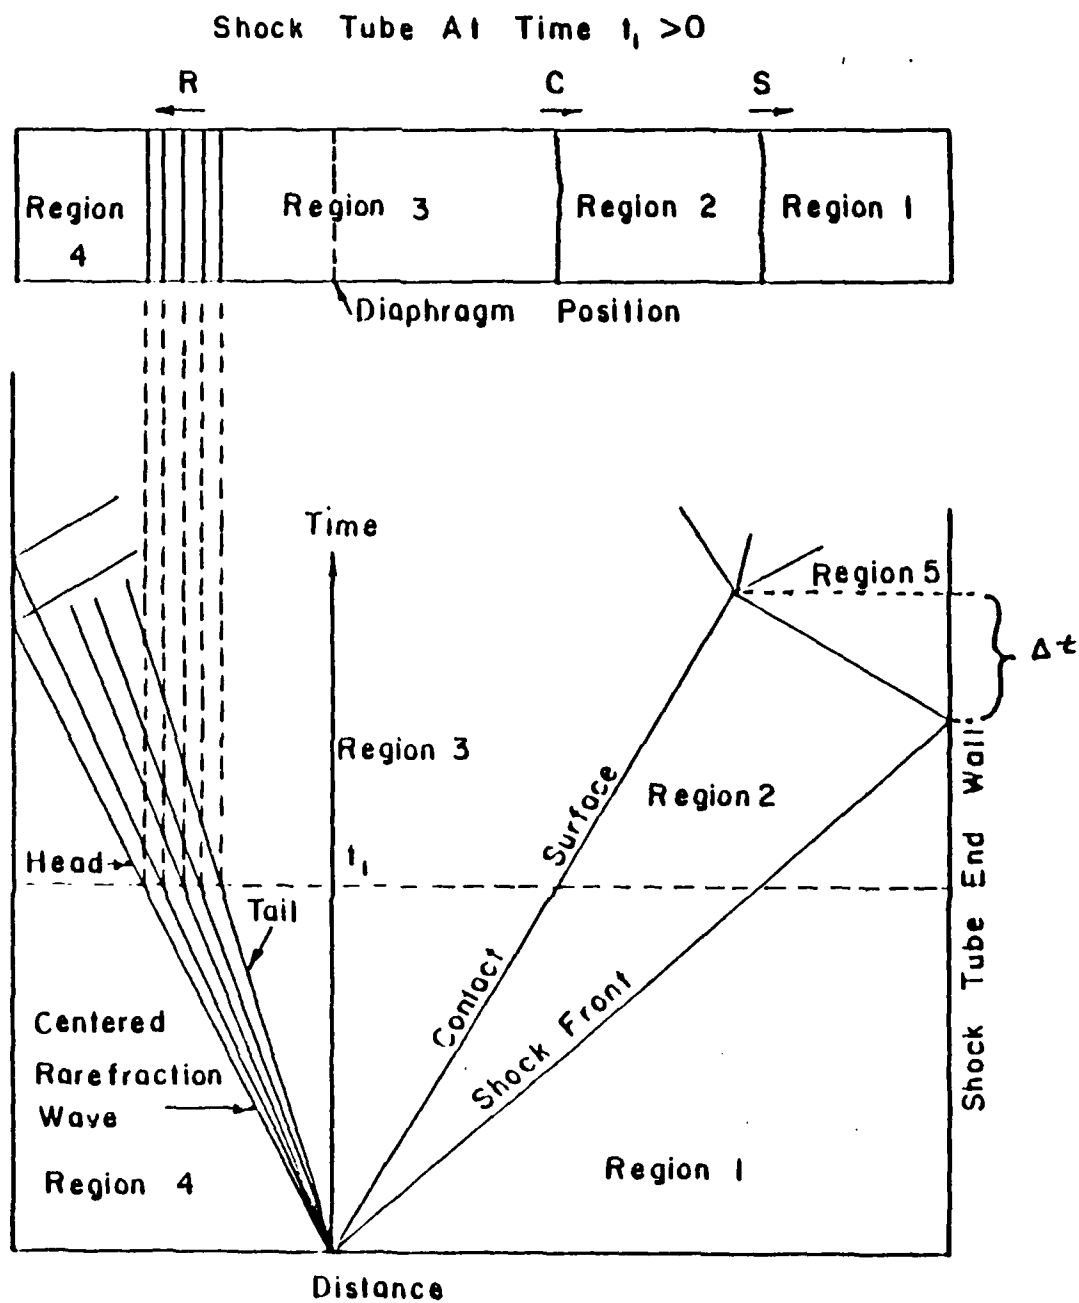 Shock Tube At Time t₁ >0
R
C
S
Region
4
Region 3
Region 2
Region 1
Diaphragm Position
Time
Region 5
Δt
Region 3
Region 2
Surface
Head
t₁
Tail
Contact
Shock Front
Shock Tube End Wall
Centered
Rarefraction
Wave
Region 4
Region 1
Distance